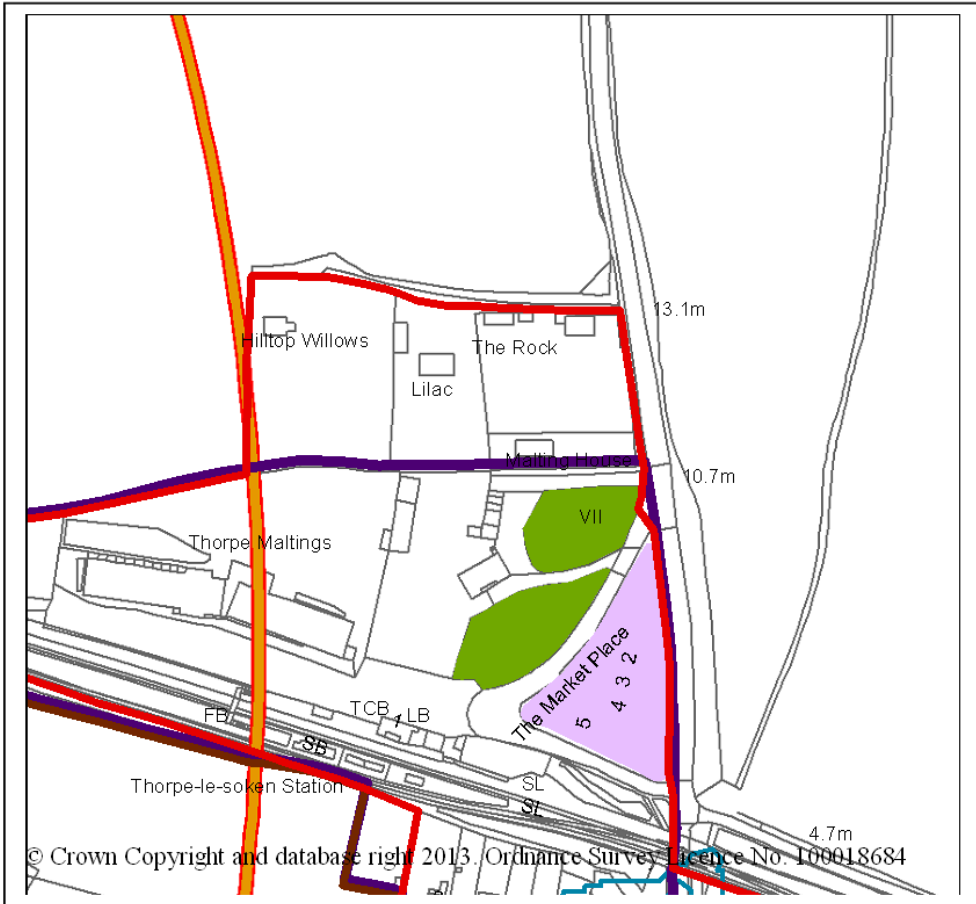 13.1m
Hilltop Willows
The Rock
Lilac
Malting House
10.7m
VII
Thorpe Maltings
The Market Place
2
3
4
5
TCB
1
LB
FB
SB
SL
Thorpe-le-soken Station
SL
4.7m
© Crown Copyright and database right 2013. Ordnance Survey Licence No. 100018684